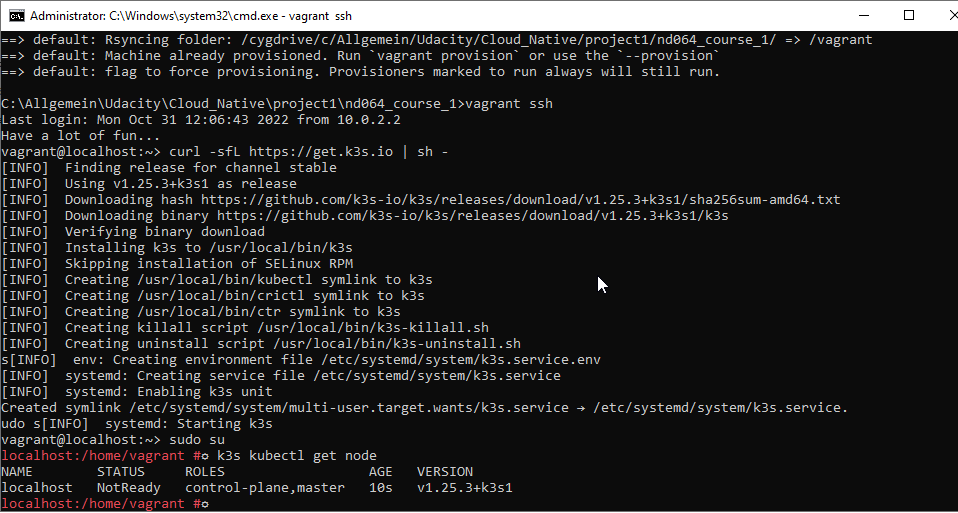 Administrator: C:\Windows\system32\cmd.exe - vagrant ssh
==> default: Rsyncing folder: /cygdrive/c/Allgemein/Udacity/Cloud_Native/project1/nd064_course_1/ => /vagrant
==> default: Machine already provisioned. Run `vagrant provision` or use the `--provision`
==> default: flag to force provisioning. Provisioners marked to run always will still run.
C:\Allgemein\Udacity\Cloud_Native\project1\nd064_course_1>vagrant ssh
Last login: Mon Oct 31 12:06:43 2022 from 10.0.2.2
Have a lot of fun...
vagrant@localhost:~> curl -sfL https://get.k3s.io | sh -
[INFO]  Finding release for channel stable
[INFO]  Using v1.25.3+k3s1 as release
[INFO]  Downloading hash https://github.com/k3s-io/k3s/releases/download/v1.25.3+k3s1/sha256sum-amd64.txt
[INFO]  Downloading binary https://github.com/k3s-io/k3s/releases/download/v1.25.3+k3s1/k3s
[INFO]  Verifying binary download
[INFO]  Installing k3s to /usr/local/bin/k3s
[INFO]  Skipping installation of SELinux RPM
[INFO]  Creating /usr/local/bin/kubectl symlink to k3s
[INFO]  Creating /usr/local/bin/crictl symlink to k3s
[INFO]  Creating /usr/local/bin/ctr symlink to k3s
[INFO]  Creating killall script /usr/local/bin/k3s-killall.sh
[INFO]  Creating uninstall script /usr/local/bin/k3s-uninstall.sh
s[INFO]  env: Creating environment file /etc/systemd/system/k3s.service.env
[INFO]  systemd: Creating service file /etc/systemd/system/k3s.service
[INFO]  systemd: Enabling k3s unit
Created symlink /etc/systemd/system/multi-user.target.wants/k3s.service → /etc/systemd/system/k3s.service.
udo s[INFO]  systemd: Starting k3s
vagrant@localhost:~> sudo su
localhost:/home/vagrant #↻ k3s kubectl get node
NAME        STATUS     ROLES                  AGE   VERSION
localhost   NotReady   control-plane,master   10s   v1.25.3+k3s1
localhost:/home/vagrant #↻